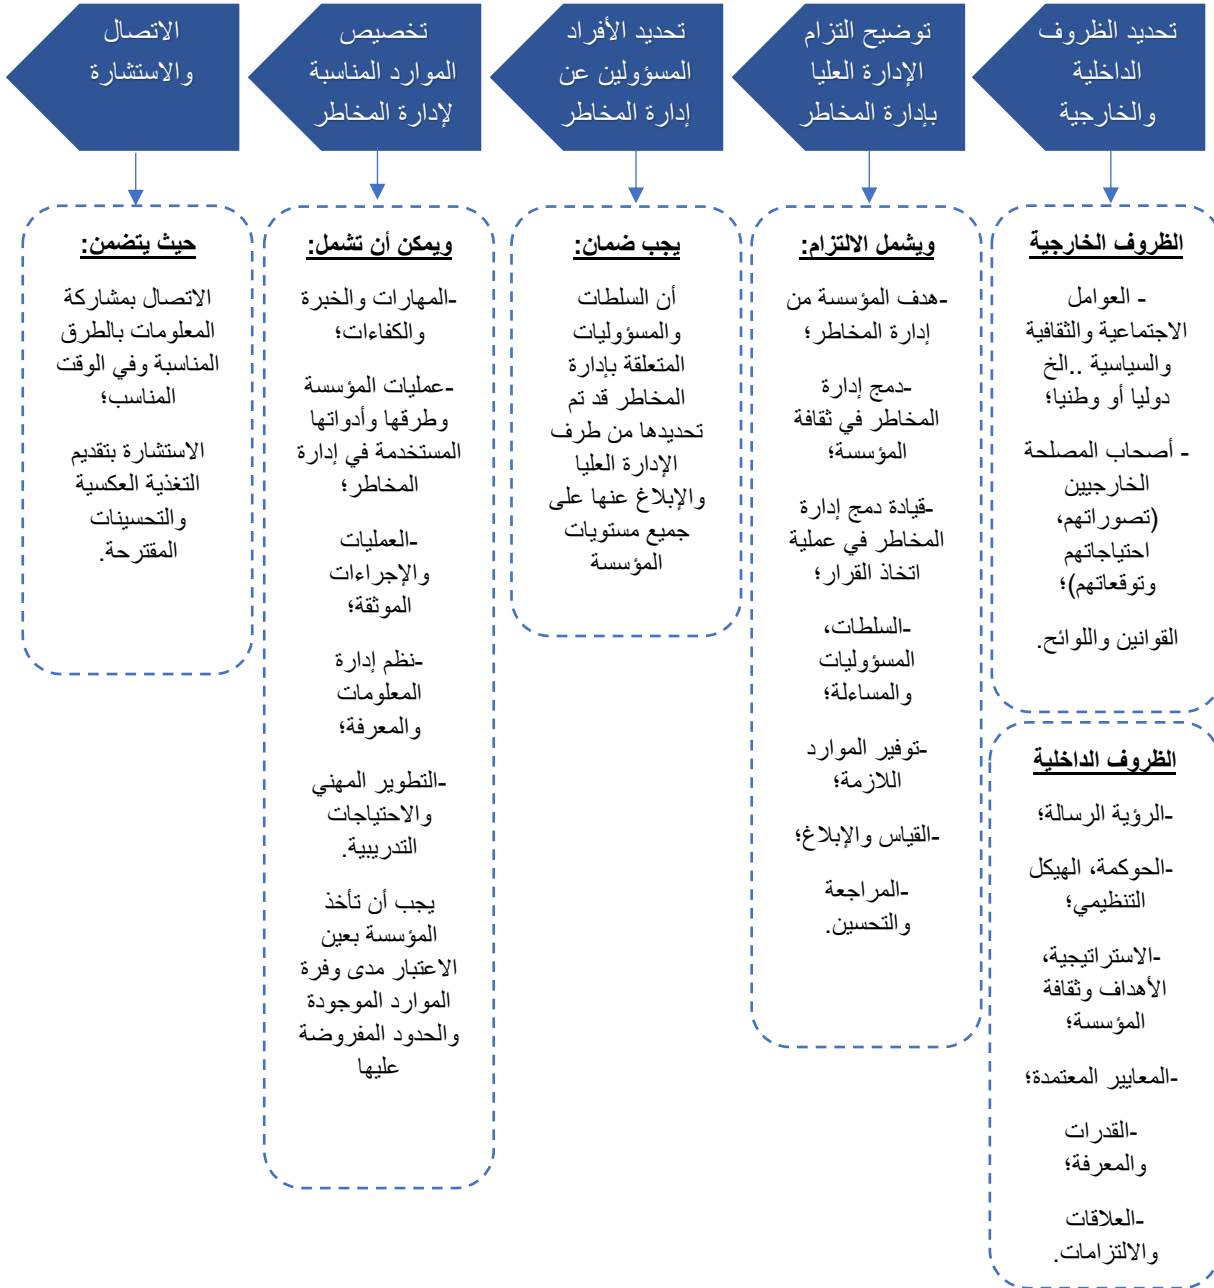 تحديد الظروف
الداخلية
والخارجية
توضيح التزام
الإدارة العليا
بإدارة المخاطر
تحديد الأفراد
المسؤولين عن
إدارة المخاطر
تخصيص
الموارد المناسبة
لإدارة المخاطر
الاتصال
والاستشارة
الظروف الخارجية
- العوامل
الاجتماعية والثقافية
والسياسية ..الخ
دوليا أو وطنيا؛
- أصحاب المصلحة
الخارجيين
(تصوراتهم،
احتياجاتهم
وتوقعاتهم)؛
القوانين واللوائح.
الظروف الداخلية
-الرؤية الرسالة؛
-الحوكمة، الهيكل
التنظيمي؛
-الاستراتيجية،
الأهداف وثقافة
المؤسسة؛
-المعايير المعتمدة؛
-القدرات
والمعرفة؛
-العلاقات
والالتزامات.
ويشمل الالتزام:
-هدف المؤسسة من
إدارة المخاطر؛
-دمج إدارة
المخاطر في ثقافة
المؤسسة؛
-قيادة دمج إدارة
المخاطر في عملية
اتخاذ القرار؛
-السلطات،
المسؤوليات
والمساءلة؛
-توفير الموارد
اللازمة؛
-القياس والإبلاغ؛
-المراجعة
والتحسين.
يجب ضمان:
أن السلطات
والمسؤوليات
المتعلقة بإدارة
المخاطر قد تم
تحديدها من طرف
الإدارة العليا
والإبلاغ عنها على
جميع مستويات
المؤسسة
ويمكن أن تشمل:
-المهارات والخبرة
والكفاءات؛
-عمليات المؤسسة
وطرقها وأدواتها
المستخدمة في إدارة
المخاطر؛
-العمليات
والإجراءات
الموثقة؛
-نظم إدارة
المعلومات
والمعرفة؛
-التطوير المهني
والاحتياجات
التدريبية.
يجب أن تأخذ
المؤسسة بعين
الاعتبار مدى وفرة
الموارد الموجودة
والحدود المفروضة
عليها
حيث يتضمن:
الاتصال بمشاركة
المعلومات بالطرق
المناسبة وفي الوقت
المناسب؛
الاستشارة بتقديم
التغذية العكسية
والتحسينات
المقترحة.